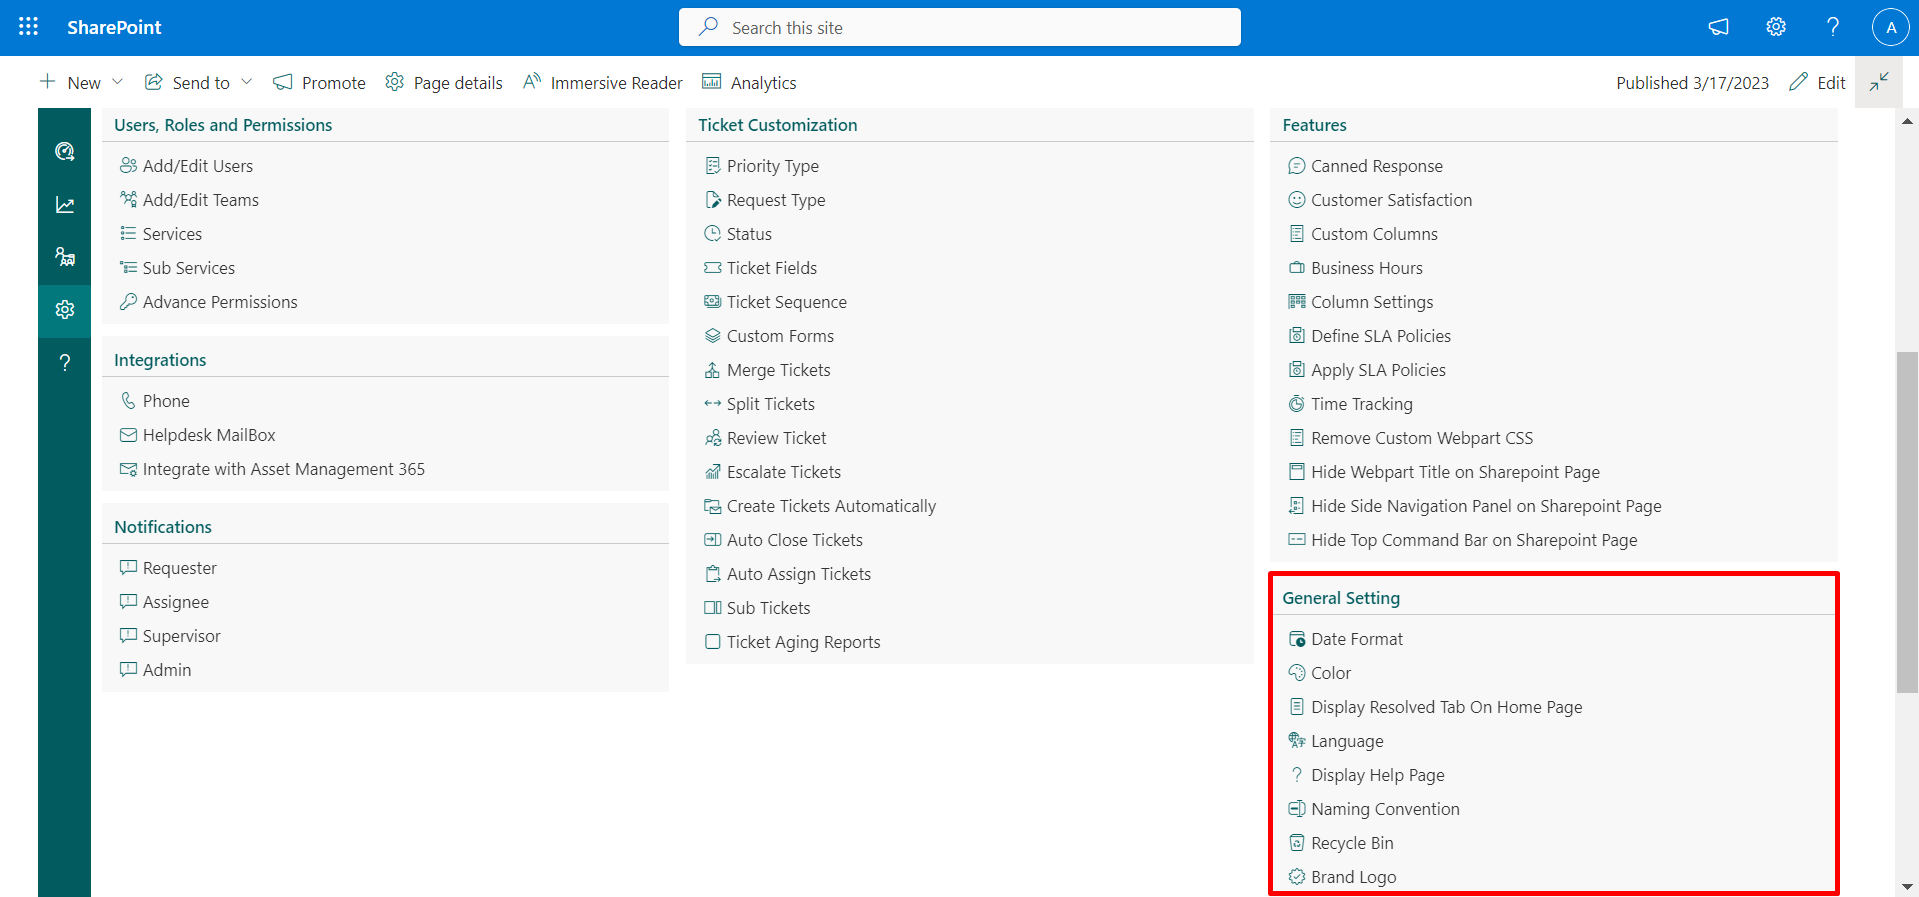 SharePoint
Search this site
A
New
Send to
Promote
Page details
Immersive Reader
Analytics
Published 3/17/2023
Edit
Users, Roles and Permissions
Add/Edit Users
Add/Edit Teams
Services
Sub Services
Advance Permissions
Integrations
Phone
Helpdesk MailBox
Integrate with Asset Management 365
Notifications
Requester
Assignee
Supervisor
Admin
Ticket Customization
Priority Type
Request Type
Status
Ticket Fields
Ticket Sequence
Custom Forms
Merge Tickets
Split Tickets
Review Ticket
Escalate Tickets
Create Tickets Automatically
Auto Close Tickets
Auto Assign Tickets
Sub Tickets
Ticket Aging Reports
Features
Canned Response
Customer Satisfaction
Custom Columns
Business Hours
Column Settings
Define SLA Policies
Apply SLA Policies
Time Tracking
Remove Custom Webpart CSS
Hide Webpart Title on Sharepoint Page
Hide Side Navigation Panel on Sharepoint Page
Hide Top Command Bar on Sharepoint Page
General Setting
Date Format
Color
Display Resolved Tab On Home Page
Language
Display Help Page
Naming Convention
Recycle Bin
Brand Logo